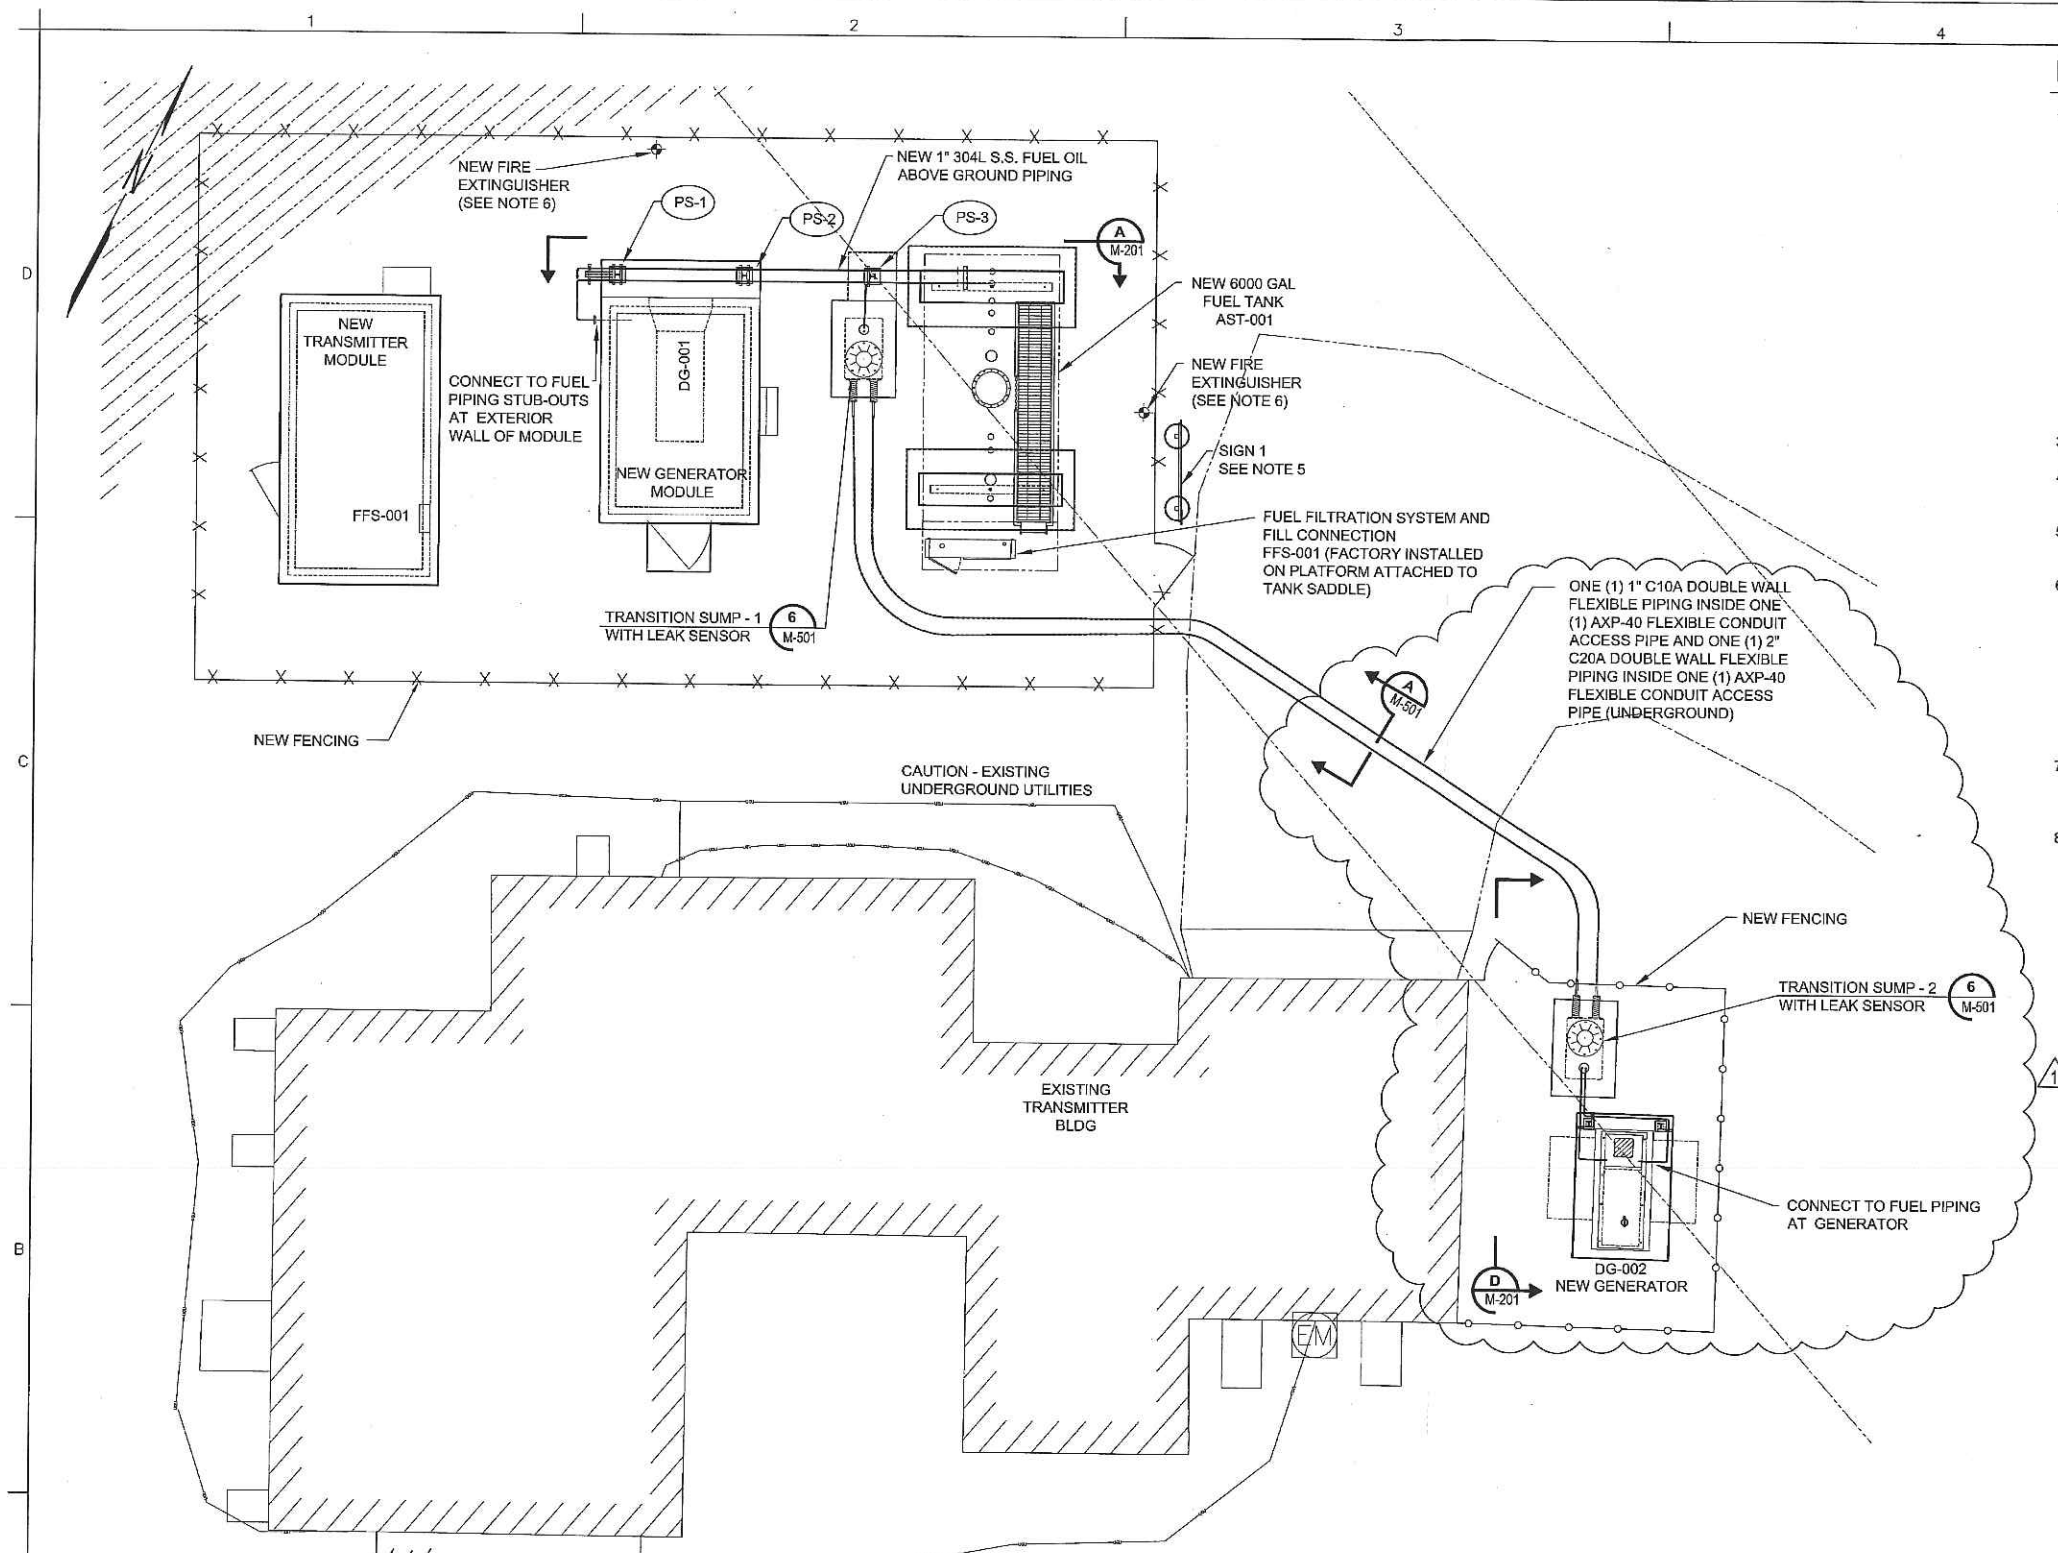 1
2
3
4
N
NEW FIRE
EXTINGUISHER
(SEE NOTE 6)
NEW 1" 304L S.S. FUEL OIL
ABOVE GROUND PIPING
PS-1
PS-2
PS-3
A
M-201
D
NEW 6000 GAL
FUEL TANK
AST-001
NEW
TRANSMITTER
MODULE
DG-001
CONNECT TO FUEL
PIPING STUB-OUTS
AT EXTERIOR
WALL OF MODULE
NEW FIRE
EXTINGUISHER
(SEE NOTE 6)
SIGN 1
SEE NOTE 5
NEW GENERATOR
MODULE
FFS-001
FUEL FILTRATION SYSTEM AND
FILL CONNECTION
FFS-001 (FACTORY INSTALLED
ON PLATFORM ATTACHED TO
TANK SADDLE)
ONE (1) 1" C10A DOUBLE WALL
FLEXIBLE PIPING INSIDE ONE
(1) AXP-40 FLEXIBLE CONDUIT
ACCESS PIPE AND ONE (1) 2"
C20A DOUBLE WALL FLEXIBLE
PIPING INSIDE ONE (1) AXP-40
FLEXIBLE CONDUIT ACCESS
PIPE (UNDERGROUND)
TRANSITION SUMP - 1
WITH LEAK SENSOR
6
M-501
A
M-501
NEW FENCING
C
CAUTION - EXISTING
UNDERGROUND UTILITIES
NEW FENCING
TRANSITION SUMP - 2
WITH LEAK SENSOR
6
M-501
1
EXISTING
TRANSMITTER
BLDG
CONNECT TO FUEL PIPING
AT GENERATOR
B
DG-002
NEW GENERATOR
D
M-201
EM